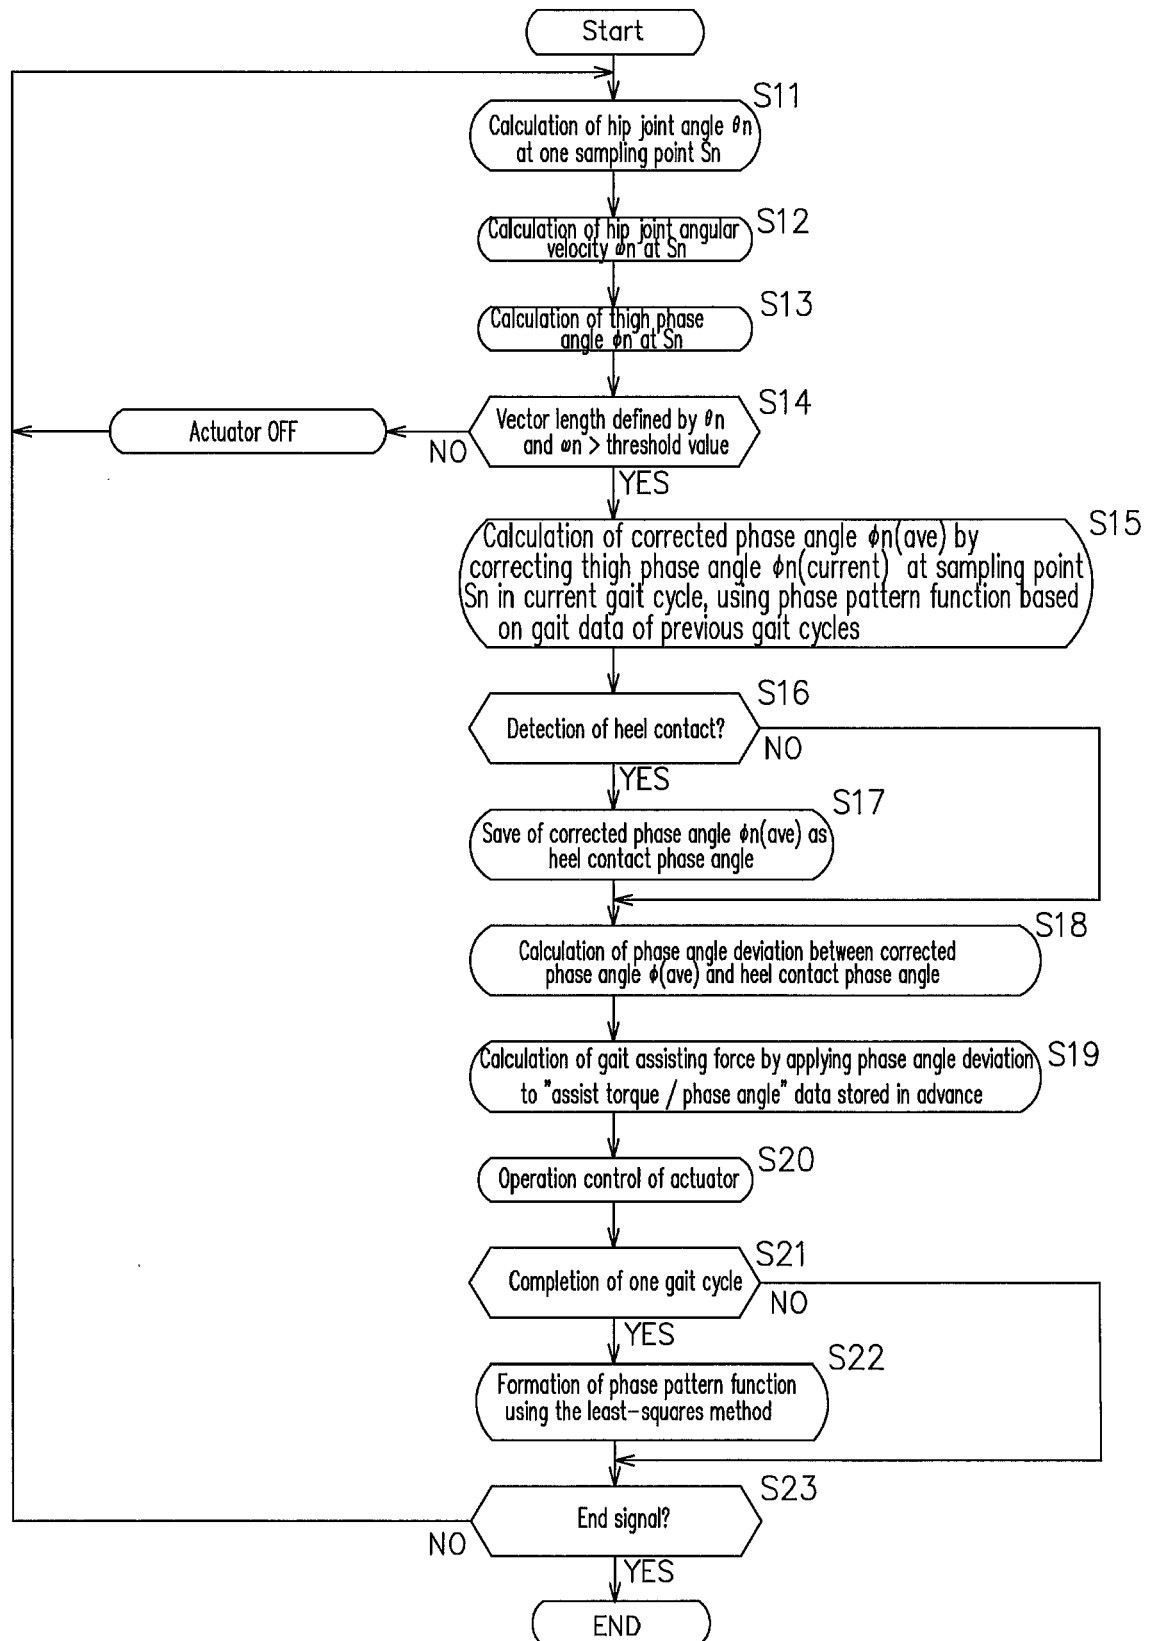 Start
S11
Calculation of hip joint angle θn
at one sampling point Sn
S12
Calculation of hip joint angular
velocity ωn at Sn
S13
Calculation of thigh phase
angle ϕn at Sn
S14
Vector length defined by θn
and ωn > threshold value
Actuator OFF
NO
YES
S15
Calculation of corrected phase angle ϕn(ave) by
correcting thigh phase angle ϕn(current) at sampling point
Sn in current gait cycle, using phase pattern function based
on gait data of previous gait cycles
S16
Detection of heel contact?
NO
YES
S17
Save of corrected phase angle ϕn(ave) as
heel contact phase angle
S18
Calculation of phase angle deviation between corrected
phase angle ϕ(ave) and heel contact phase angle
S19
Calculation of gait assisting force by applying phase angle deviation
to "assist torque / phase angle" data stored in advance
S20
Operation control of actuator
S21
Completion of one gait cycle
NO
YES
S22
Formation of phase pattern function
using the least-squares method
S23
End signal?
NO
YES
END